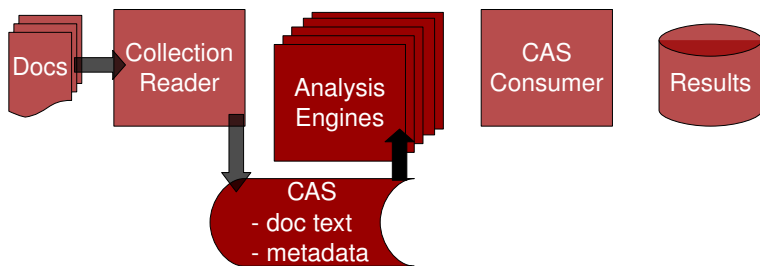 Docs
Collection
Reader
Analysis
Engines
CAS
Consumer
Results
CAS
- doc text
- metadata